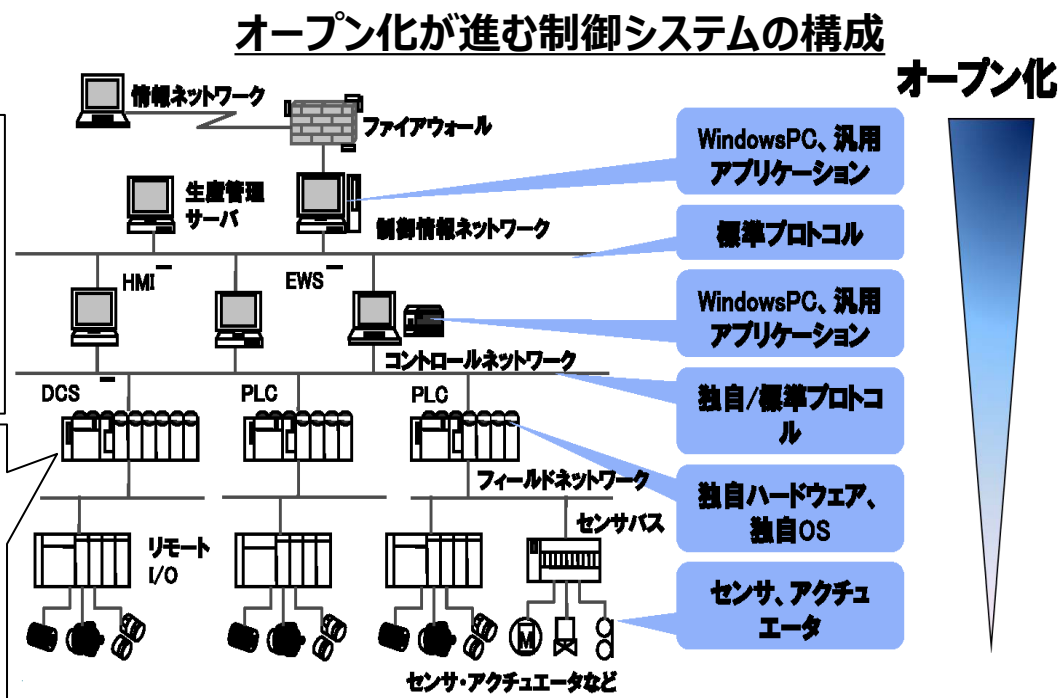 オープン化が進む制御システムの構成
オープン化
情報ネットワーク
ファイアウォール
WindowsPC、汎用
アプリケーション
生産管理
サーバ
制御情報ネットワーク
標準プロトコル
HMI
EWS
WindowsPC、汎用
アプリケーション
コントロールネットワーク
DCS
PLC
PLC
独自/標準プロトコ
ル
フィールドネットワーク
独自ハードウェア、
独自OS
センサバス
リモート
I/O
センサ、アクチュ
エータ
M
センサ・アクチュエータなど